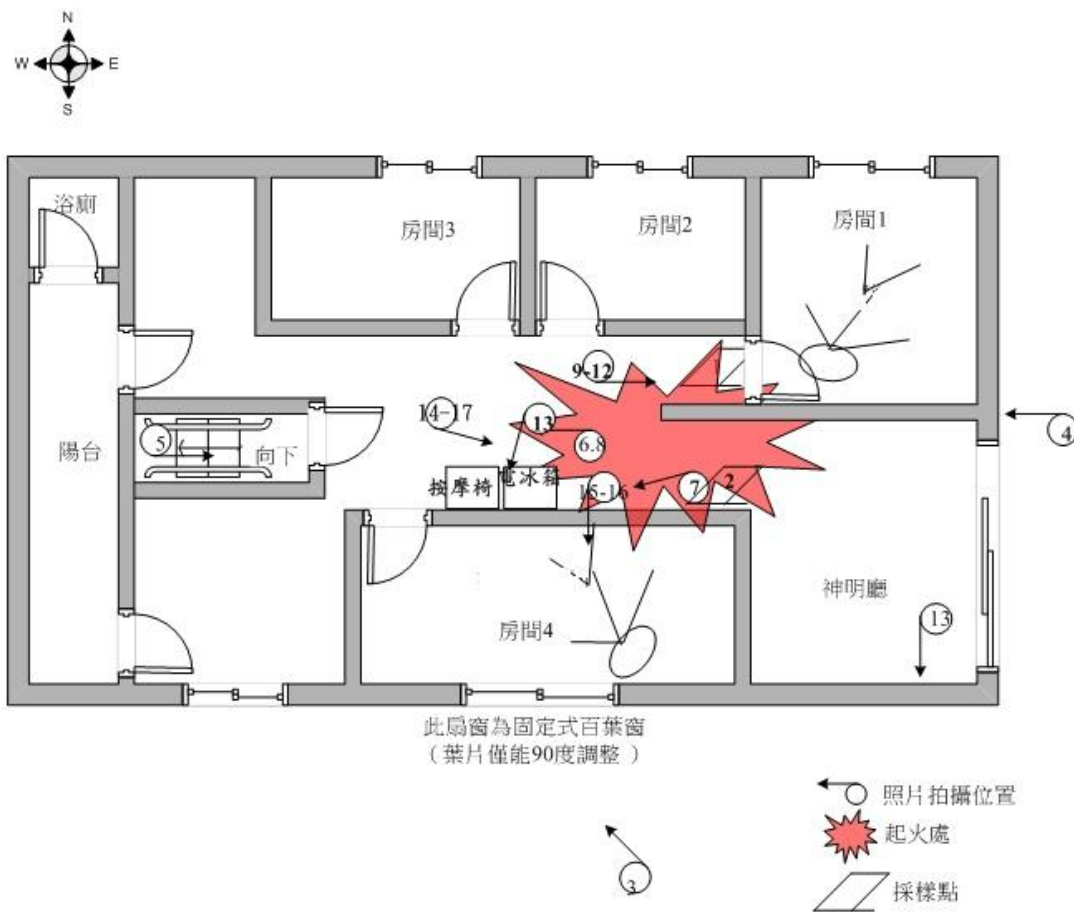 N
W E
S
浴廁
房間3
房間2
房間1
9-12
14-17
13
6.8
4
5
向下
陽台
按摩椅
電冰箱
15-16
7
2
神明廳
房間4
13
此扇窗為固定式百葉窗
（葉片僅能90度調整 ）
照片拍攝位置
起火處
3
採樣點